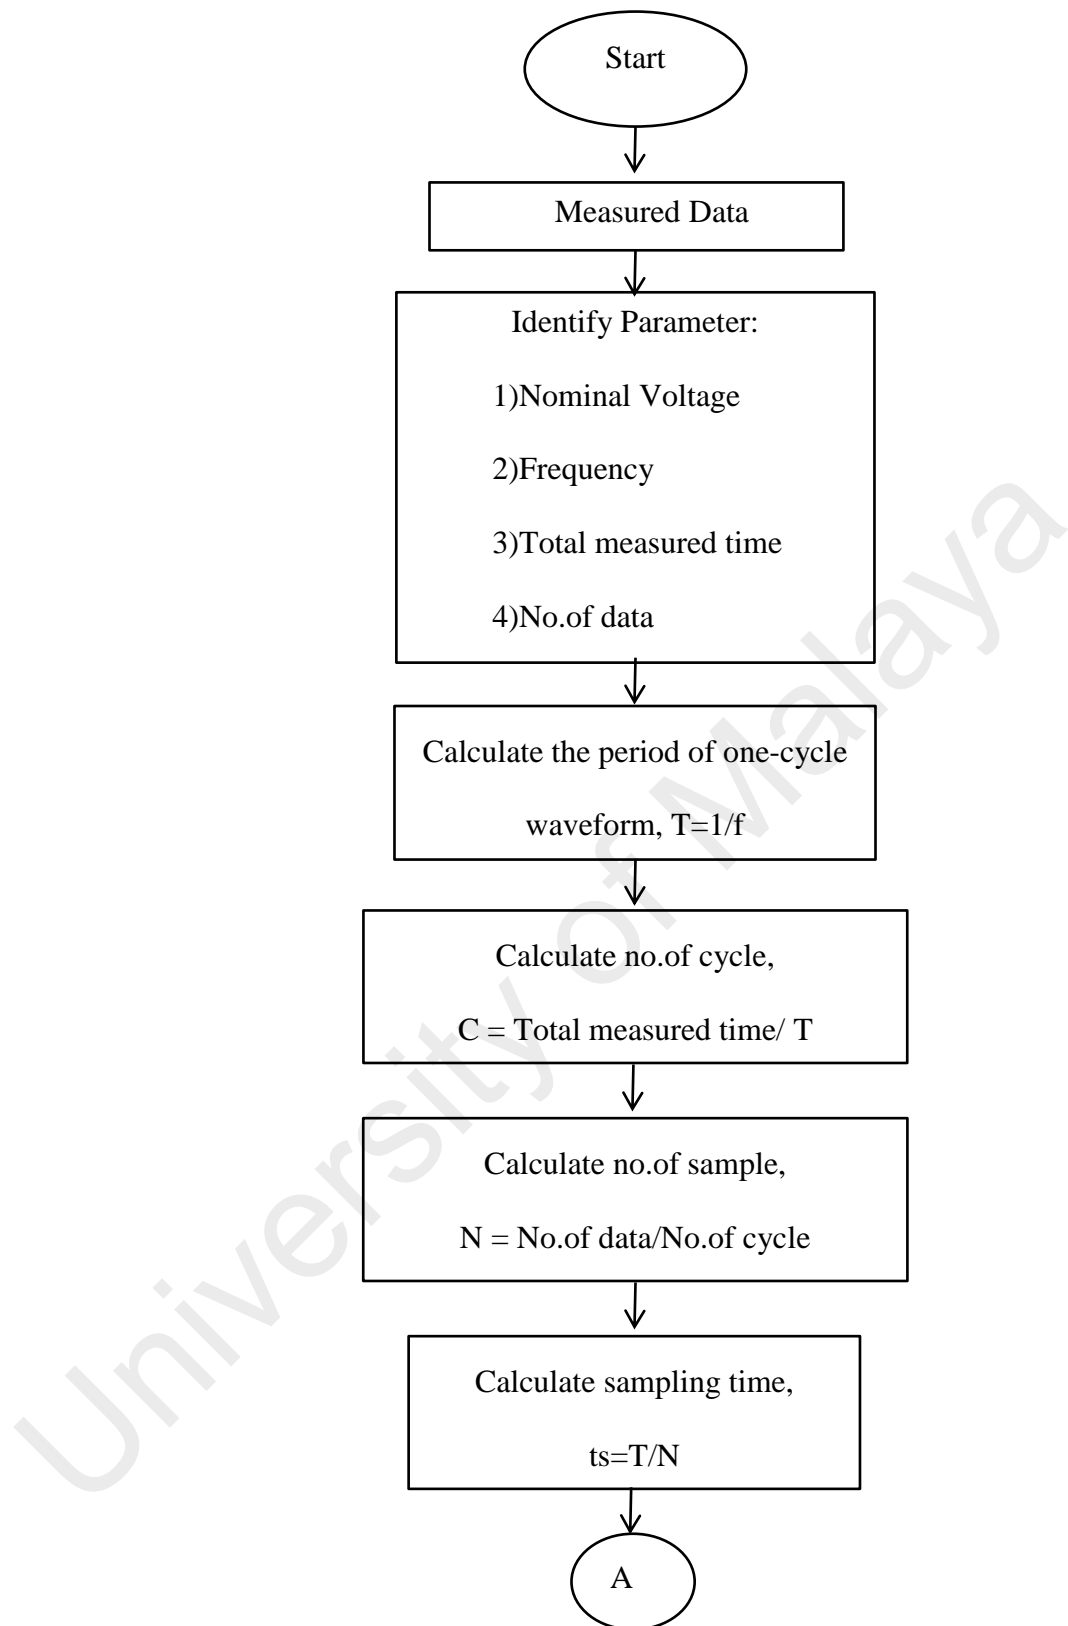 Start
Measured Data
Identify Parameter:
1)Nominal Voltage
2)Frequency
3)Total measured time
4)No.of data
Calculate the period of one-cycle
waveform, T=1/f
Calculate no.of cycle,
C = Total measured time/ T
Calculate no.of sample,
N = No.of data/No.of cycle
Calculate sampling time,
ts=T/N
A
University of Malaya